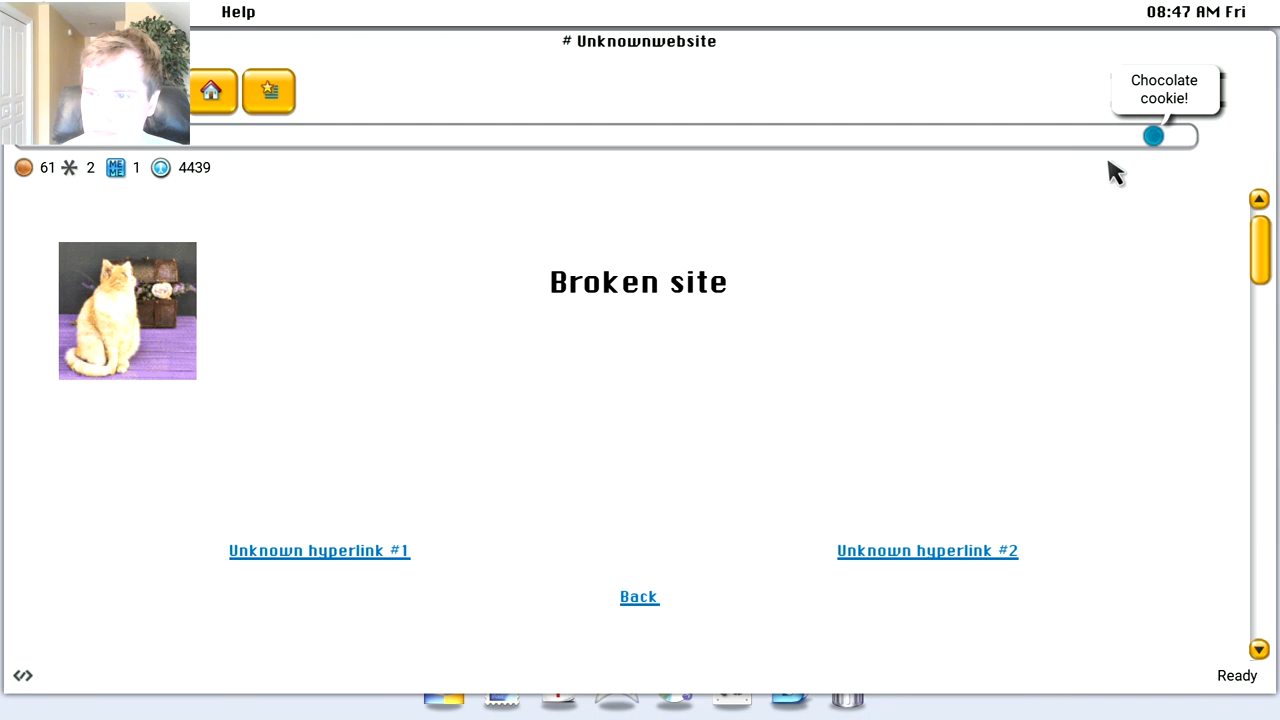 Help
08:47 AM Fri
# Unknownwebsite
Chocolate
cookie!
61 2 ME ME 1 4439
Broken site
Unknown hyperlink #1
Unknown hyperlink #2
Back
Ready